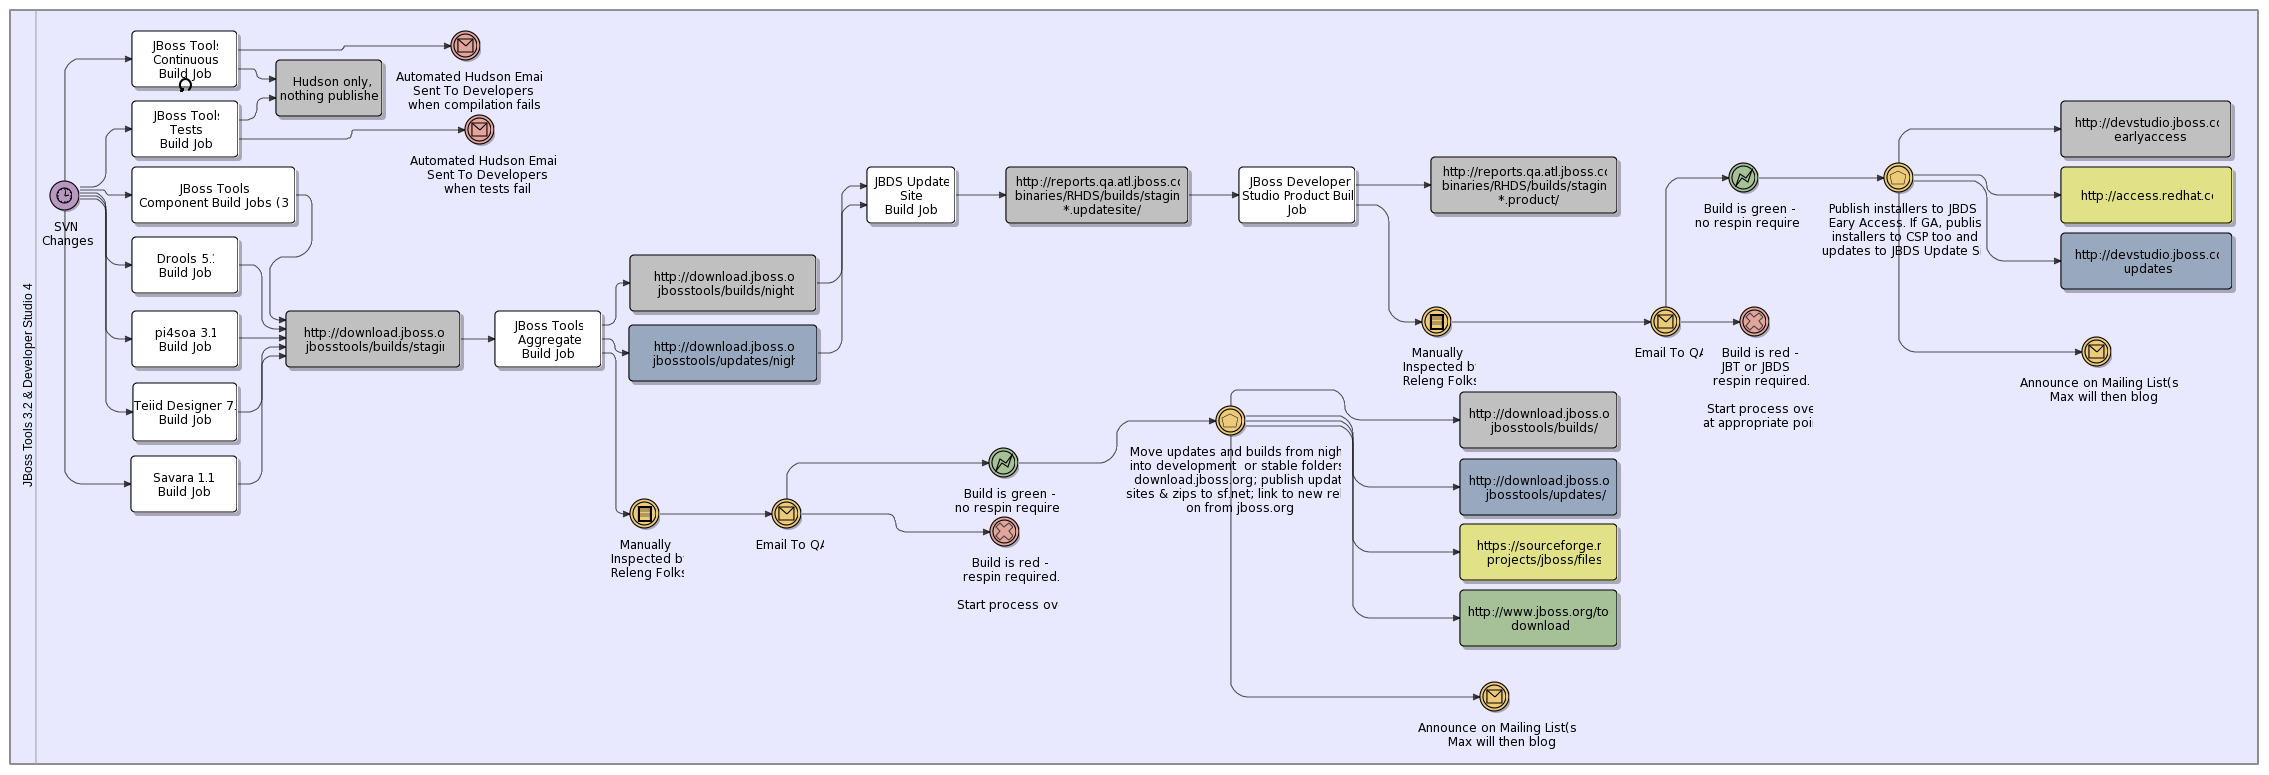 JBoss Tools 3.2 & Developer Studio 4
SVN
Changes
JBoss Tools
Continuous
Build Job
Hudson only,
nothing publishe
Automated Hudson Emai
Sent To Developers
when compilation fails
JBoss Tools
Tests
Build Job
Automated Hudson Emai
Sent To Developers
when tests fail
JBoss Tools
Component Build Jobs (3
Drools 5.
Build Job
pi4soa 3.1
Build Job
Teiid Designer 7.
Build Job
Savara 1.1
Build Job
http://download.jboss.o
jbosstools/builds/stagi
JBoss Tools
Aggregate
Build Job
http://download.jboss.o
jbosstools/builds/night
http://download.jboss.o
jbosstools/updates/nigh
Manually
Inspected b
Releng Folks
Email To QA
Build is green -
no respin require
Build is red -
respin required.
Start process ov
JBDS Update
Site
Build Job
http://reports.qa.atl.jboss.co
binaries/RHDS/builds/stagin
*.updatesite/
JBoss Developer
Studio Product Buil
Job
http://reports.qa.atl.jboss.co
binaries/RHDS/builds/stagin
*.product/
Manually
Inspected b
Releng Folks
Email To QA
Build is green -
no respin require
Build is red -
JBT or JBDS
respin required.
Start process ove
at appropriate poi
Publish installers to JBDS
Eary Access. If GA, publis
installers to CSP too and
updates to JBDS Update S
http://devstudio.jboss.co
earlyaccess
http://access.redhat.c
http://devstudio.jboss.co
updates
Announce on Mailing List(s
Max will then blog
Move updates and builds from nigh
into development or stable folders
download.jboss.org; publish updat
sites & zips to sf.net; link to new rel
on from jboss.org
http://download.jboss.o
jbosstools/builds/
http://download.jboss.o
jbosstools/updates/
https://sourceforge.n
projects/jboss/files
http://www.jboss.org/to
download
Announce on Mailing List(s
Max will then blog